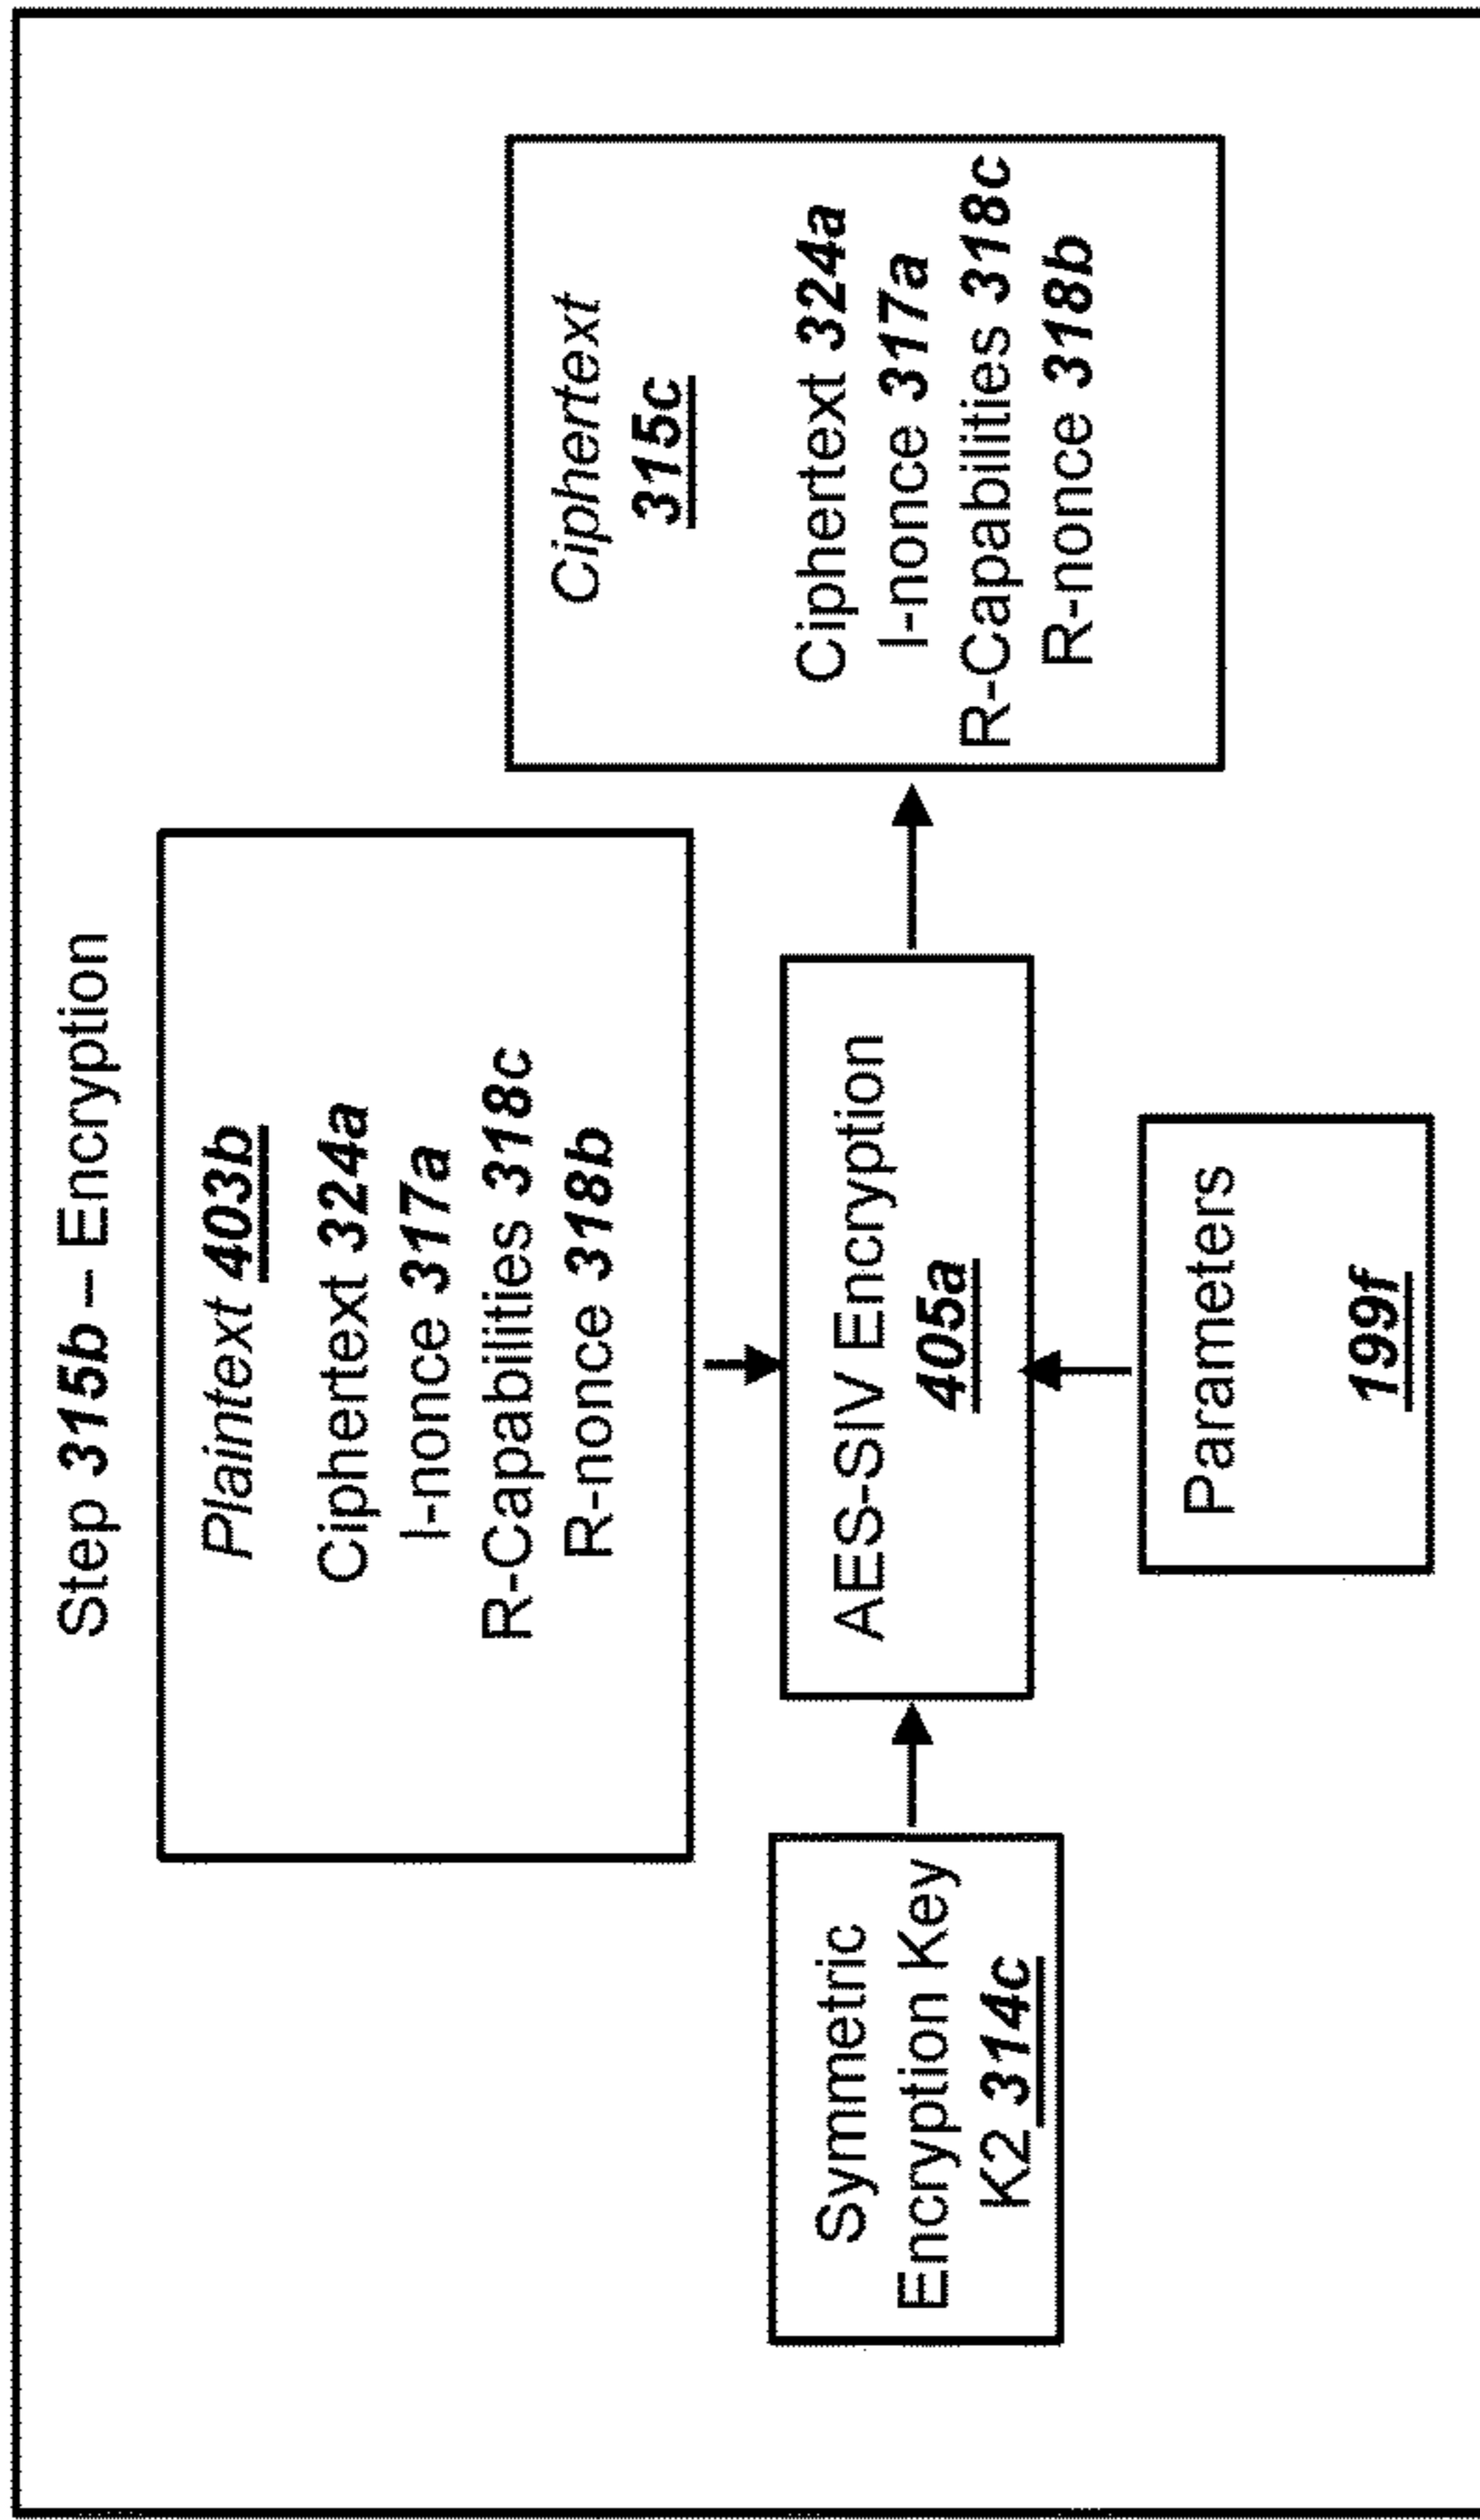 Step 315b – Encryption
Plaintext 403b
Ciphertext 324a
I-nonce 317a
R-Capabilities 318c
R-nonce 318b
Symmetric
Encryption Key
K2 314c
AES-SIV Encryption
405a
Parameters
199f
Ciphertext
315c
Ciphertext 324a
I-nonce 317a
R-Capabilities 318c
R-nonce 318b